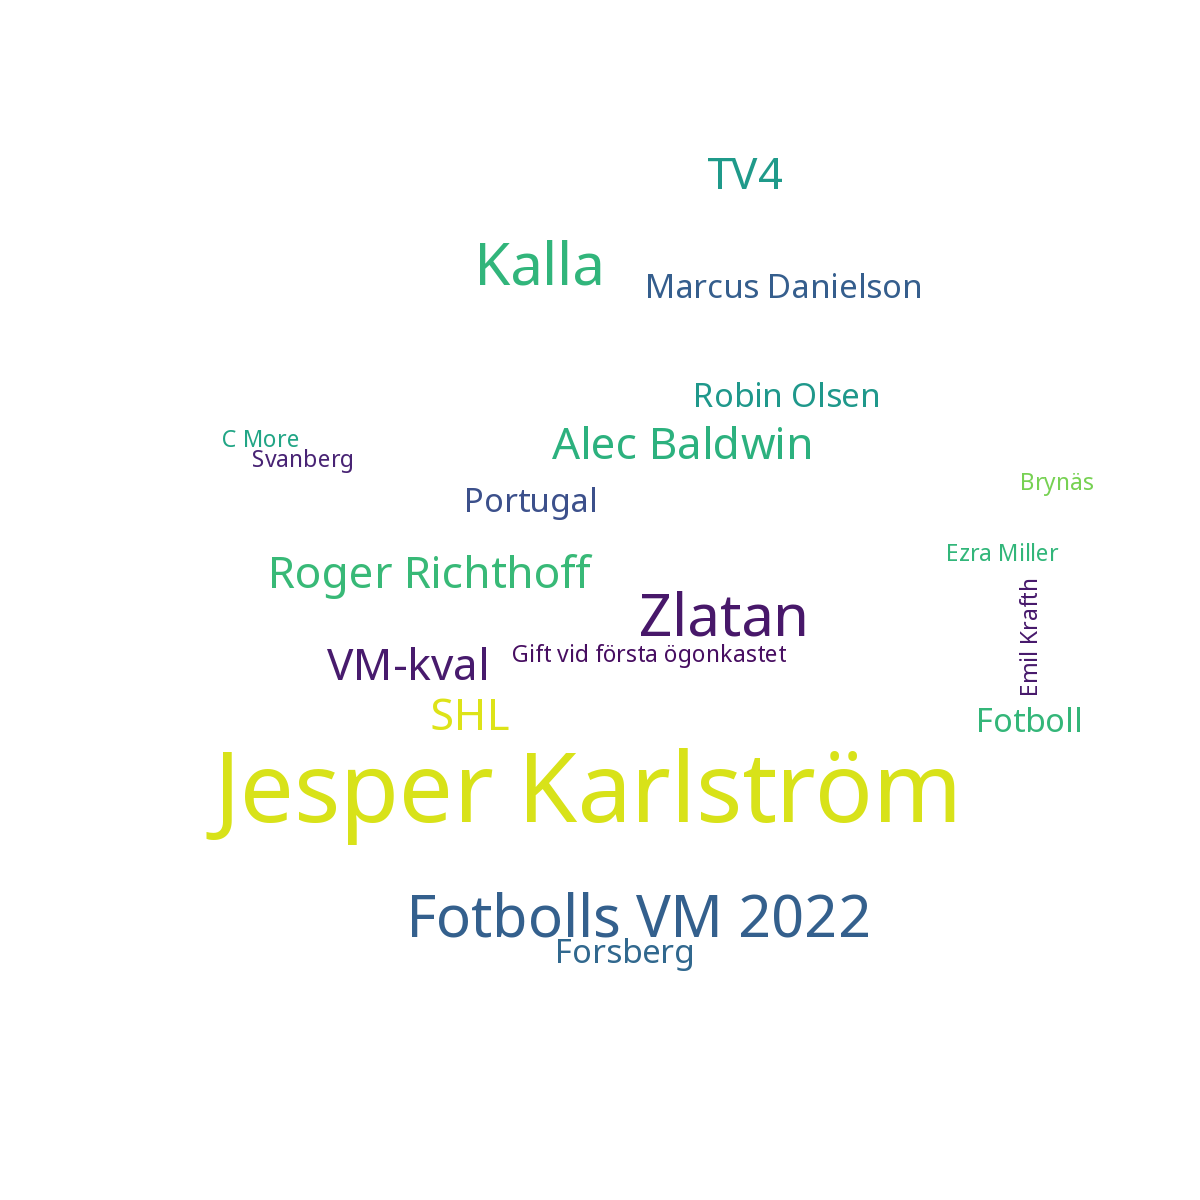 TV4
Kalla
Marcus Danielson
Robin Olsen
C More
Alec Baldwin
Svanberg
Brynäs
Portugal
Ezra Miller
Roger Richthoff
Zlatan
Emil Krafth
Gift vid första ögonkastet
VM-kval
SHL
Fotboll
Jesper Karlström
Fotbolls VM 2022
Forsberg